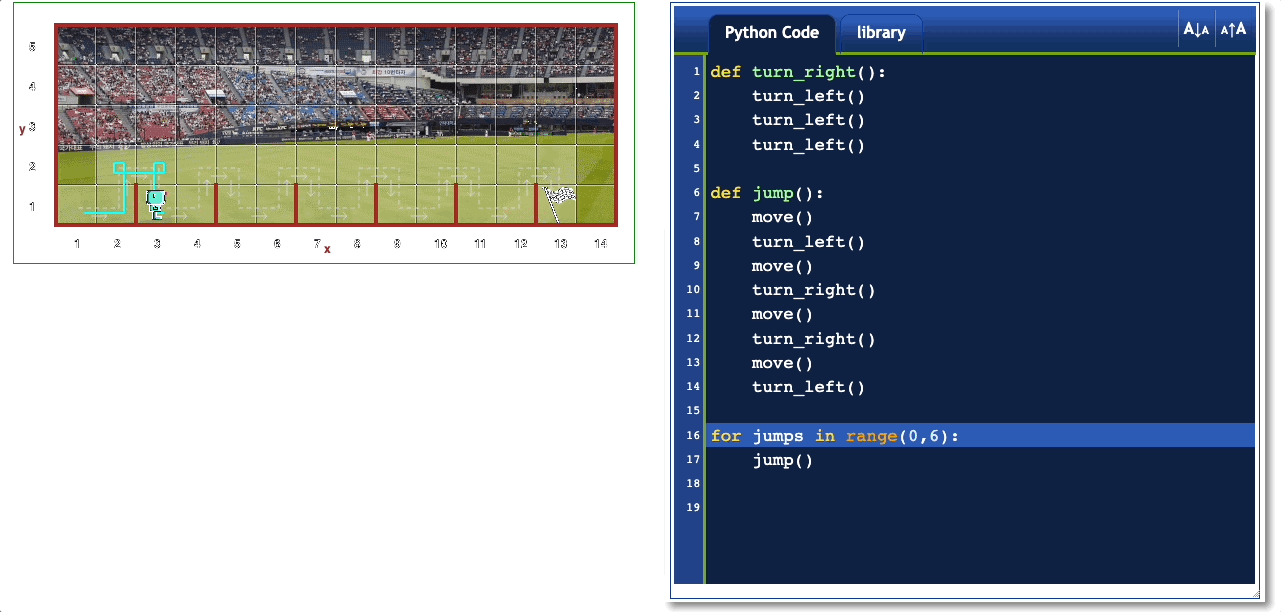 5
4
y 3
2
1
1 2 3 4 5 6 7 8 9 10 11 12 13 14
x
Python Code library A↓A A↑A
1 def turn_right():
2 turn_left()
3 turn_left()
4 turn_left()
5
6 def jump():
7 move()
8 turn_left()
9 move()
10 turn_right()
11 move()
12 turn_right()
13 move()
14 turn_left()
15
16 for jumps in range(0,6):
17 jump()
18
19